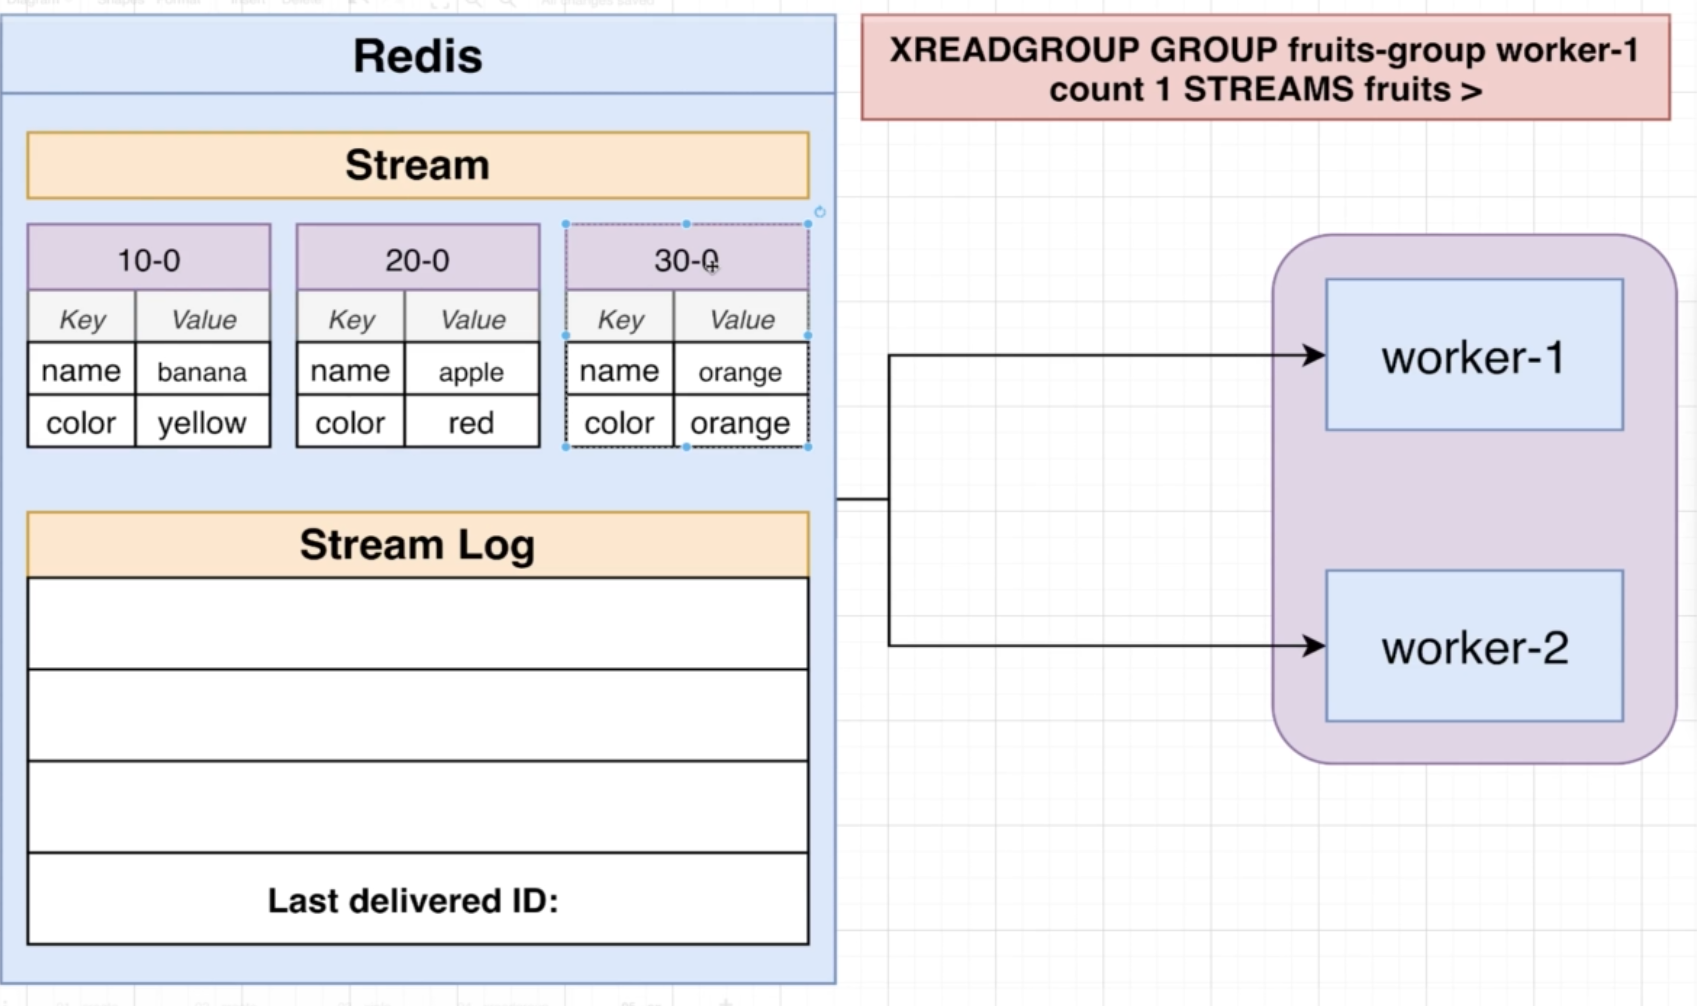 Redis
XREADGROUP GROUP fruits-group worker-1
count 1 STREAMS fruits >
Stream
10-0
Key Value
name banana
color yellow
20-0
Key Value
name apple
color red
30-0
Key Value
name orange
color orange
Stream Log
Last delivered ID:
worker-1
worker-2